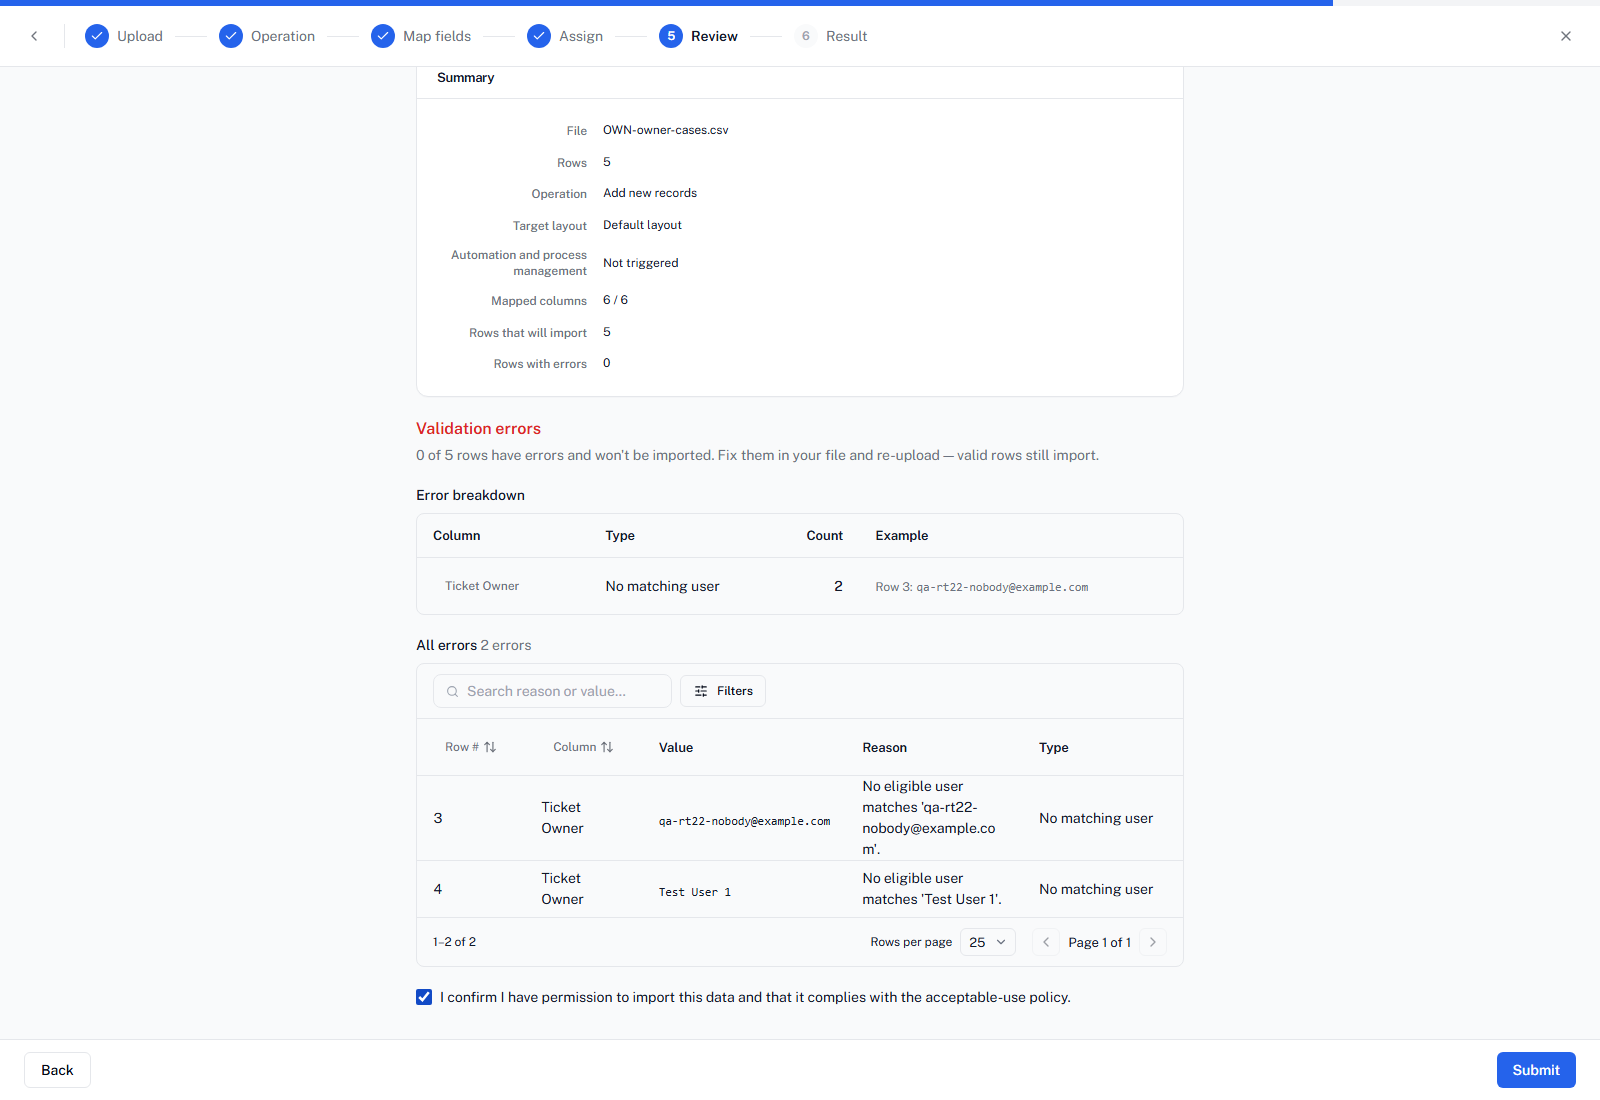 Upload
Operation
Map fields
Assign
5 Review
6 Result
Summary
File OWN-owner-cases.csv
Rows 5
Operation Add new records
Target layout Default layout
Automation and process
management
Not triggered
Mapped columns 6 / 6
Rows that will import 5
Rows with errors 0
Validation errors
0 of 5 rows have errors and won't be imported. Fix them in your file and re-upload — valid rows still import.
Error breakdown
Column Type Count Example
Ticket Owner No matching user 2 Row 3: qa-rt22-nobody@example.com
All errors 2 errors
Search reason or value...
Filters
Row # Column Value Reason Type
3
Ticket
Owner
qa-rt22-nobody@example.com
No eligible user
matches 'qa-rt22-
nobody@example.co
m'.
No matching user
4
Ticket
Owner
Test User 1
No eligible user
matches 'Test User 1'.
No matching user
1–2 of 2 Rows per page 25 Page 1 of 1
I confirm I have permission to import this data and that it complies with the acceptable-use policy.
Back
Submit